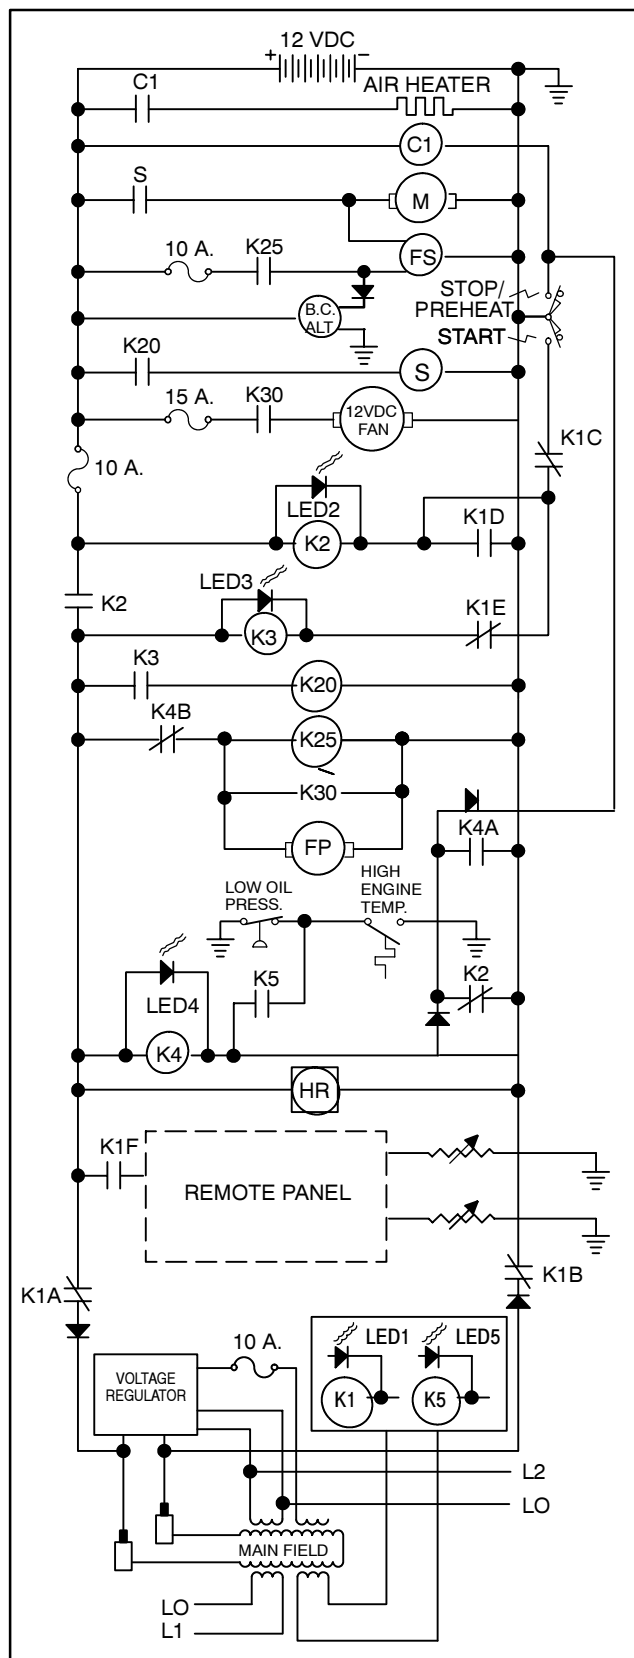 12 VDC
+ −
C1
AIR HEATER
C1
S
M
10 A.
K25
FS
B.C.
ALT
STOP/
PREHEAT
START
K20
S
15 A.
K30
12VDC
FAN
K1C
10 A.
LED2
K2
K1D
K2
LED3
K3
K1E
K3
K20
K4B
K25
K30
K4A
FP
LOW OIL
PRESS.
HIGH
ENGINE
TEMP.
K5
K2
LED4
K4
HR
K1F
REMOTE PANEL
K1A
K1B
10 A.
LED1
LED5
VOLTAGE
REGULATOR
K1
K5
L2
LO
MAIN FIELD
LO
L1